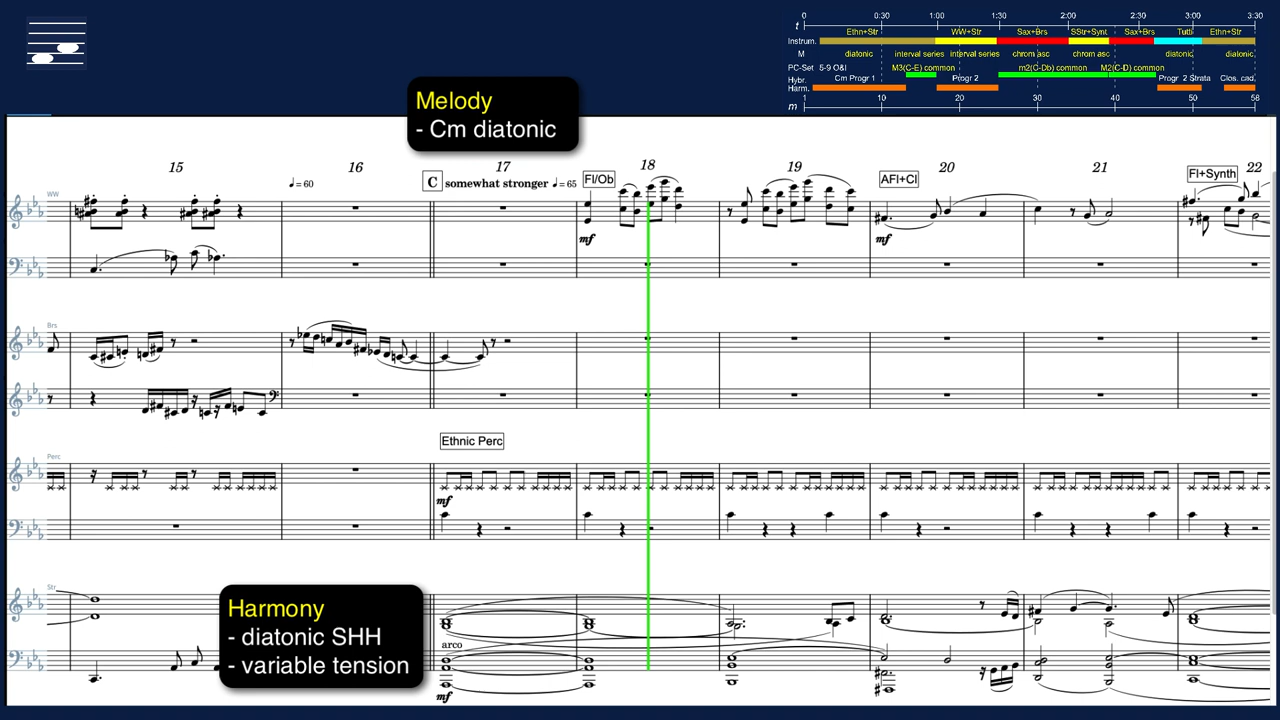 t 0 0:30 1:00 1:30 2:00 2:30 3:00 3:30
Instrum. Ethn+Str WW+Str Sax+Brs SStr+Synt Sax+Brs Tutti Ethn+Str
M diatonic interval series interval series chrom asc chrom asc diatonic diatonic
PC-Set 5-9 O&I M3(C-E) common m2(C-Db) common M2(C-D) common
Hybr. Harm. Cm Progr 1 Progr 2 Progr 2 Strata Clos. cad.
m 1 10 20 30 40 50 58
Melody
- Cm diatonic
15 16 17 18 19 20 21 22
♩= 60 C somewhat stronger ♩= 65 Fl/Ob AFl+Cl Fl+Synth
WW
mf mf
Brs
Ethnic Perc
Perc
mf
Str
arco
mf
Harmony
- diatonic SHH
- variable tension